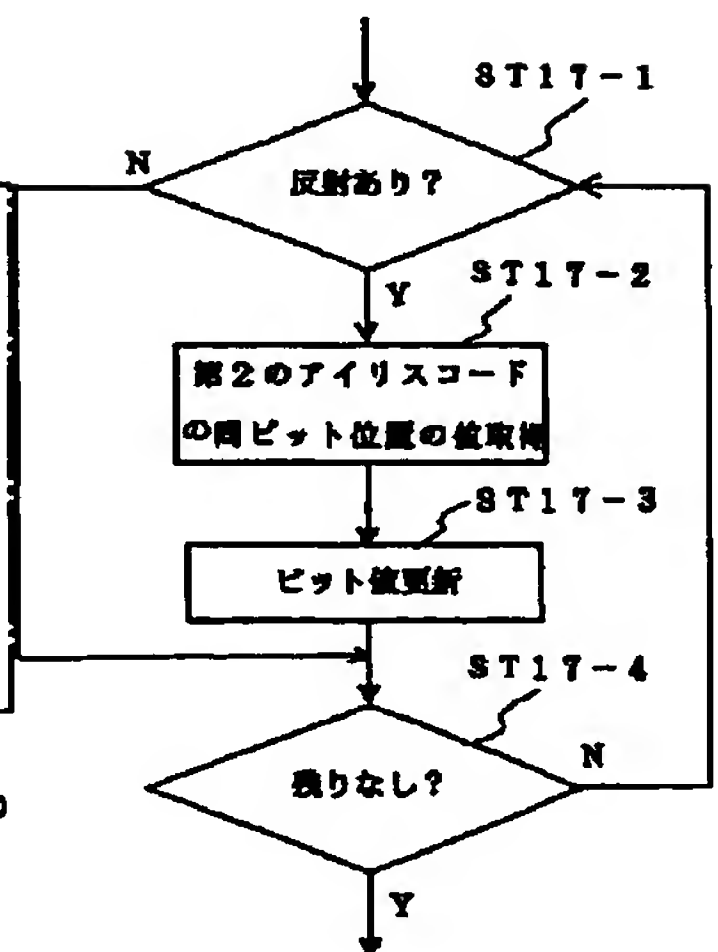 ST17-1
N
反射あり?
Y
ST17-2
第2のアイリスコード
の同ビット位置の値取得
ST17-3
ビット値更新
ST17-4
残りなし?
N
Y